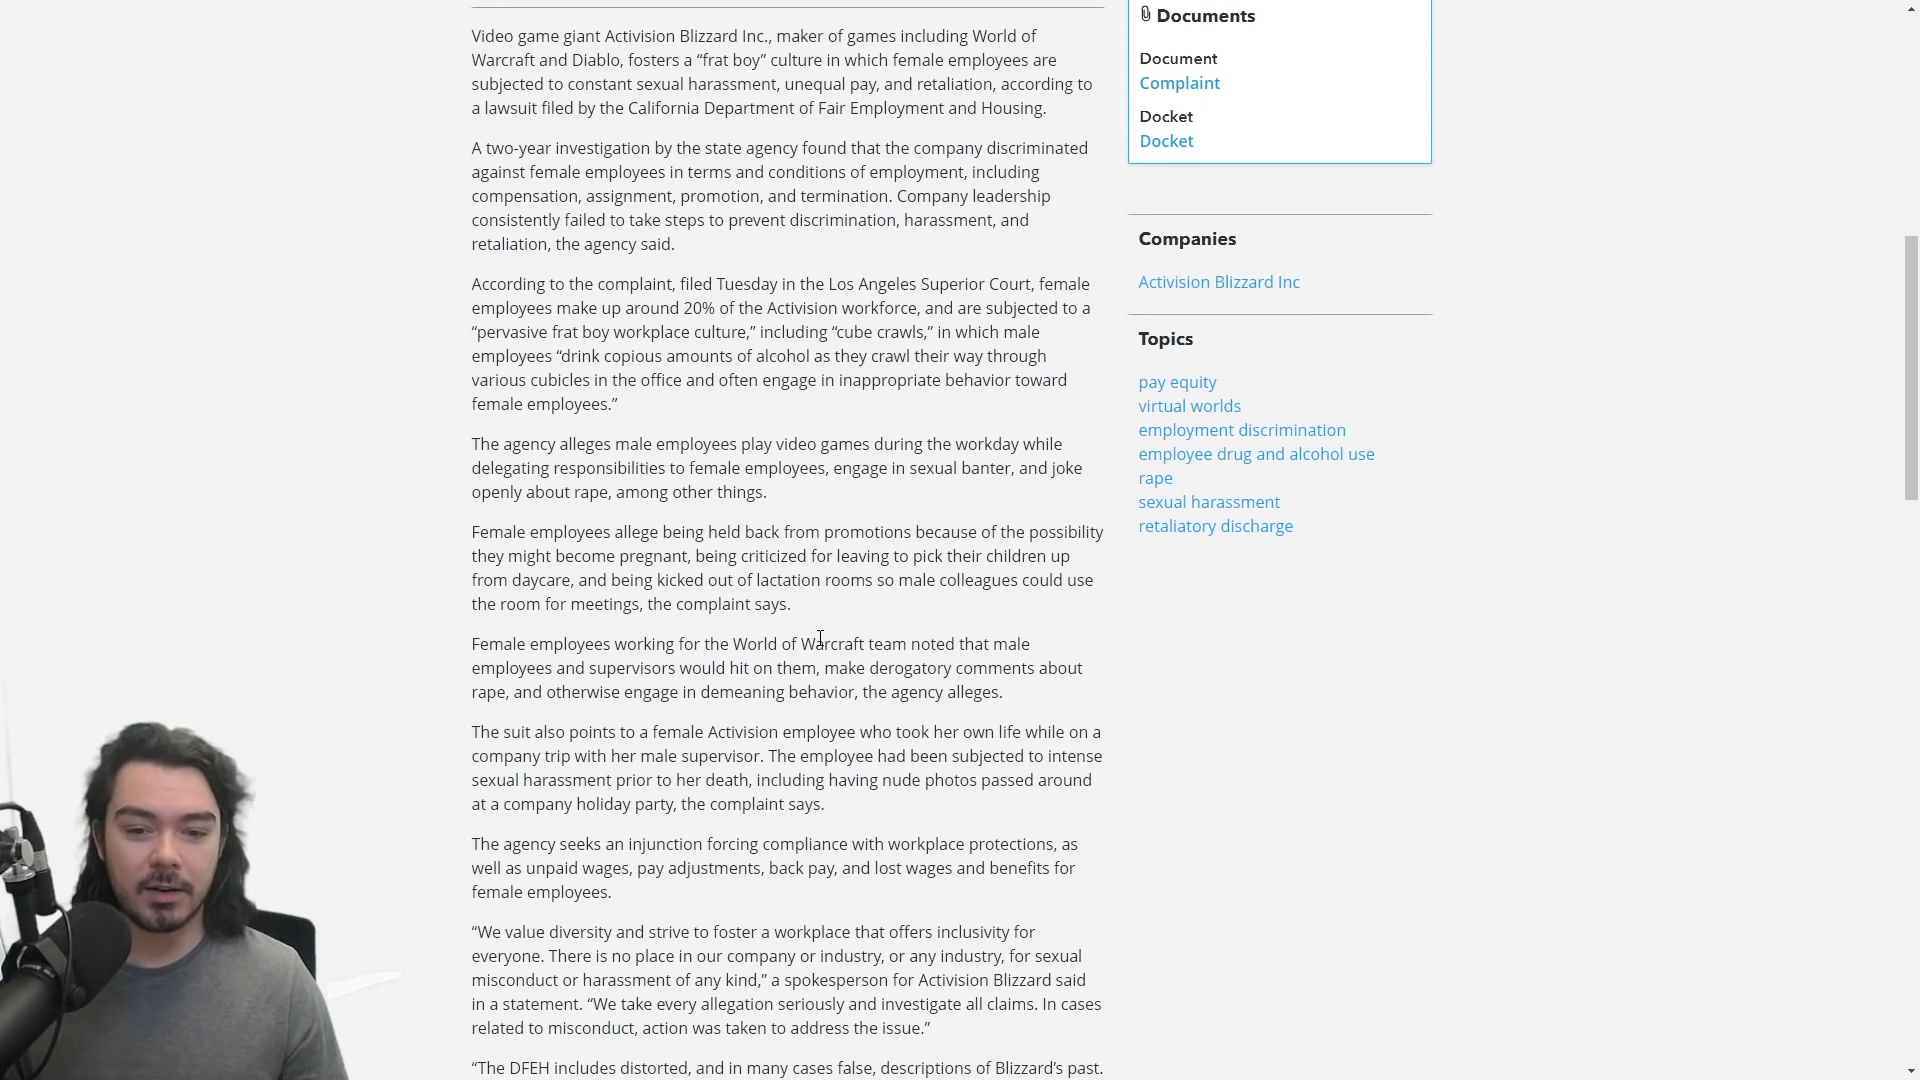 Video game giant Activision Blizzard Inc., maker of games including World of
Warcraft and Diablo, fosters a “frat boy” culture in which female employees are
subjected to constant sexual harassment, unequal pay, and retaliation, according to
a lawsuit filed by the California Department of Fair Employment and Housing.
A two-year investigation by the state agency found that the company discriminated
against female employees in terms and conditions of employment, including
compensation, assignment, promotion, and termination. Company leadership
consistently failed to take steps to prevent discrimination, harassment, and
retaliation, the agency said.
According to the complaint, filed Tuesday in the Los Angeles Superior Court, female
employees make up around 20% of the Activision workforce, and are subjected to a
“pervasive frat boy workplace culture,” including “cube crawls,” in which male
employees “drink copious amounts of alcohol as they crawl their way through
various cubicles in the office and often engage in inappropriate behavior toward
female employees.”
The agency alleges male employees play video games during the workday while
delegating responsibilities to female employees, engage in sexual banter, and joke
openly about rape, among other things.
Female employees allege being held back from promotions because of the possibility
they might become pregnant, being criticized for leaving to pick their children up
from daycare, and being kicked out of lactation rooms so male colleagues could use
the room for meetings, the complaint says.
Female employees working for the World of Warcraft team noted that male
employees and supervisors would hit on them, make derogatory comments about
rape, and otherwise engage in demeaning behavior, the agency alleges.
The suit also points to a female Activision employee who took her own life while on a
company trip with her male supervisor. The employee had been subjected to intense
sexual harassment prior to her death, including having nude photos passed around
at a company holiday party, the complaint says.
The agency seeks an injunction forcing compliance with workplace protections, as
well as unpaid wages, pay adjustments, back pay, and lost wages and benefits for
female employees.
“We value diversity and strive to foster a workplace that offers inclusivity for
everyone. There is no place in our company or industry, or any industry, for sexual
misconduct or harassment of any kind,” a spokesperson for Activision Blizzard said
in a statement. “We take every allegation seriously and investigate all claims. In cases
related to misconduct, action was taken to address the issue.”
“The DFEH includes distorted, and in many cases false, descriptions of Blizzard’s past.
Documents
Document
Complaint
Docket
Docket
Companies
Activision Blizzard Inc
Topics
pay equity
virtual worlds
employment discrimination
employee drug and alcohol use
rape
sexual harassment
retaliatory discharge